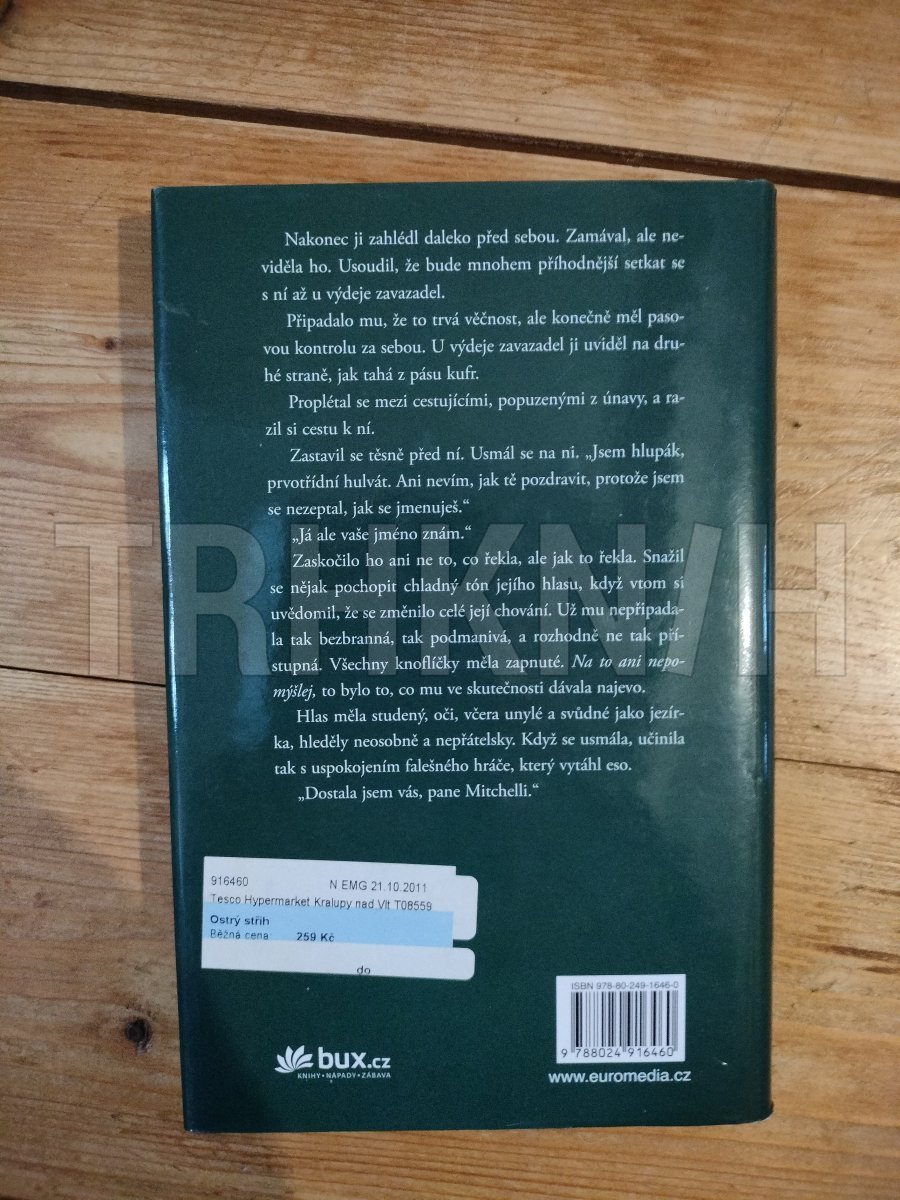 Nakonec ji zahlédl daleko před sebou. Zamával, ale ne-
viděla ho. Usoudil, že bude mnohem příhodnější setkat se
s ní až u výdeje zavazadel.
Připadalo mu, že to trvá věčnost, ale konečně měl paso-
vou kontrolu za sebou. U výdeje zavazadel ji uviděl na dru-
hé straně, jak tahá z pásu kufr.
Proplétal se mezi cestujícími, popuzenými z únavy, a ra-
zil si cestu k ní.
Zastavil se těsně před ní. Usmál se na ni. „Jsem hlupák,
prvotřídní hulvát. Ani nevím, jak tě pozdravit, protože jsem
se nezeptal, jak se jmenuješ.“
„Já ale vaše jméno znám.“
Zaskočilo ho ani ne to, co řekla, ale jak to řekla. Snažil
se nějak pochopit chladný tón jejího hlasu, když vtom si
uvědomil, že se změnilo celé její chování. Už mu nepřipada-
la tak bezbranná, tak podmanivá, a rozhodně ne tak pří-
stupná. Všechny knoflíčky měla zapnuté. Na to ani nepo-
mýšlej, to bylo to, co mu ve skutečnosti dávala najevo.
Hlas měla studený, oči, včera unylé a svůdné jako jezír-
ka, hleděly neosobně a nepřátelsky. Když se usmála, učinila
tak s uspokojením falešného hráče, který vytáhl eso.
„Dostala jsem vás, pane Mitchelli.“
TRHKNIH
916460 N EMG 21.10.2011
Tesco Hypermarket Kralupy nad Vlt T08559
Ostrý střih
Běžná cena 259 Kč
do
ISBN 978-80-249-1646-0
9 788024 916460
www.euromedia.cz
bux.cz
KNIHY • NÁPADY • ZÁBAVA